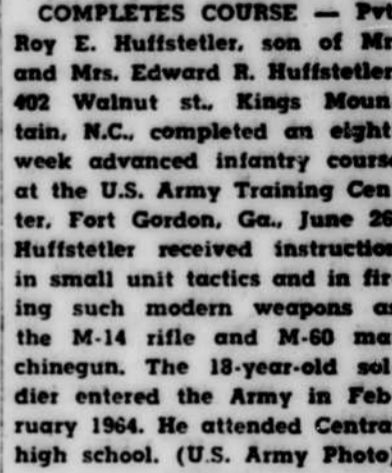 COMPLETES COURSE — Pvt
Roy E. Huffstetler, son of Mr
and Mrs. Edward R. Huffstetler
402 Walnut st., Kings Moun
tain, N.C., completed an eight
week advanced infantry course
at the U.S. Army Training Cen
ter, Fort Gordon, Ga., June 26
Huffstetler received instruction
in small unit tactics and in fir
ing such modern weapons as
the M-14 rifle and M-60 ma
chinegun. The 18-year-old sol
dier entered the Army in Feb
ruary 1964. He attended Centra
high school. (U.S. Army Photo